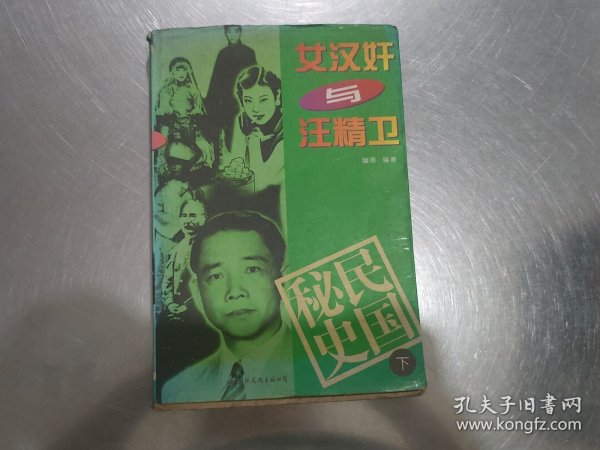 女汉奸
与
汪精卫
编著
民国
秘史
下
孔夫子旧书网
www.kongfz.com